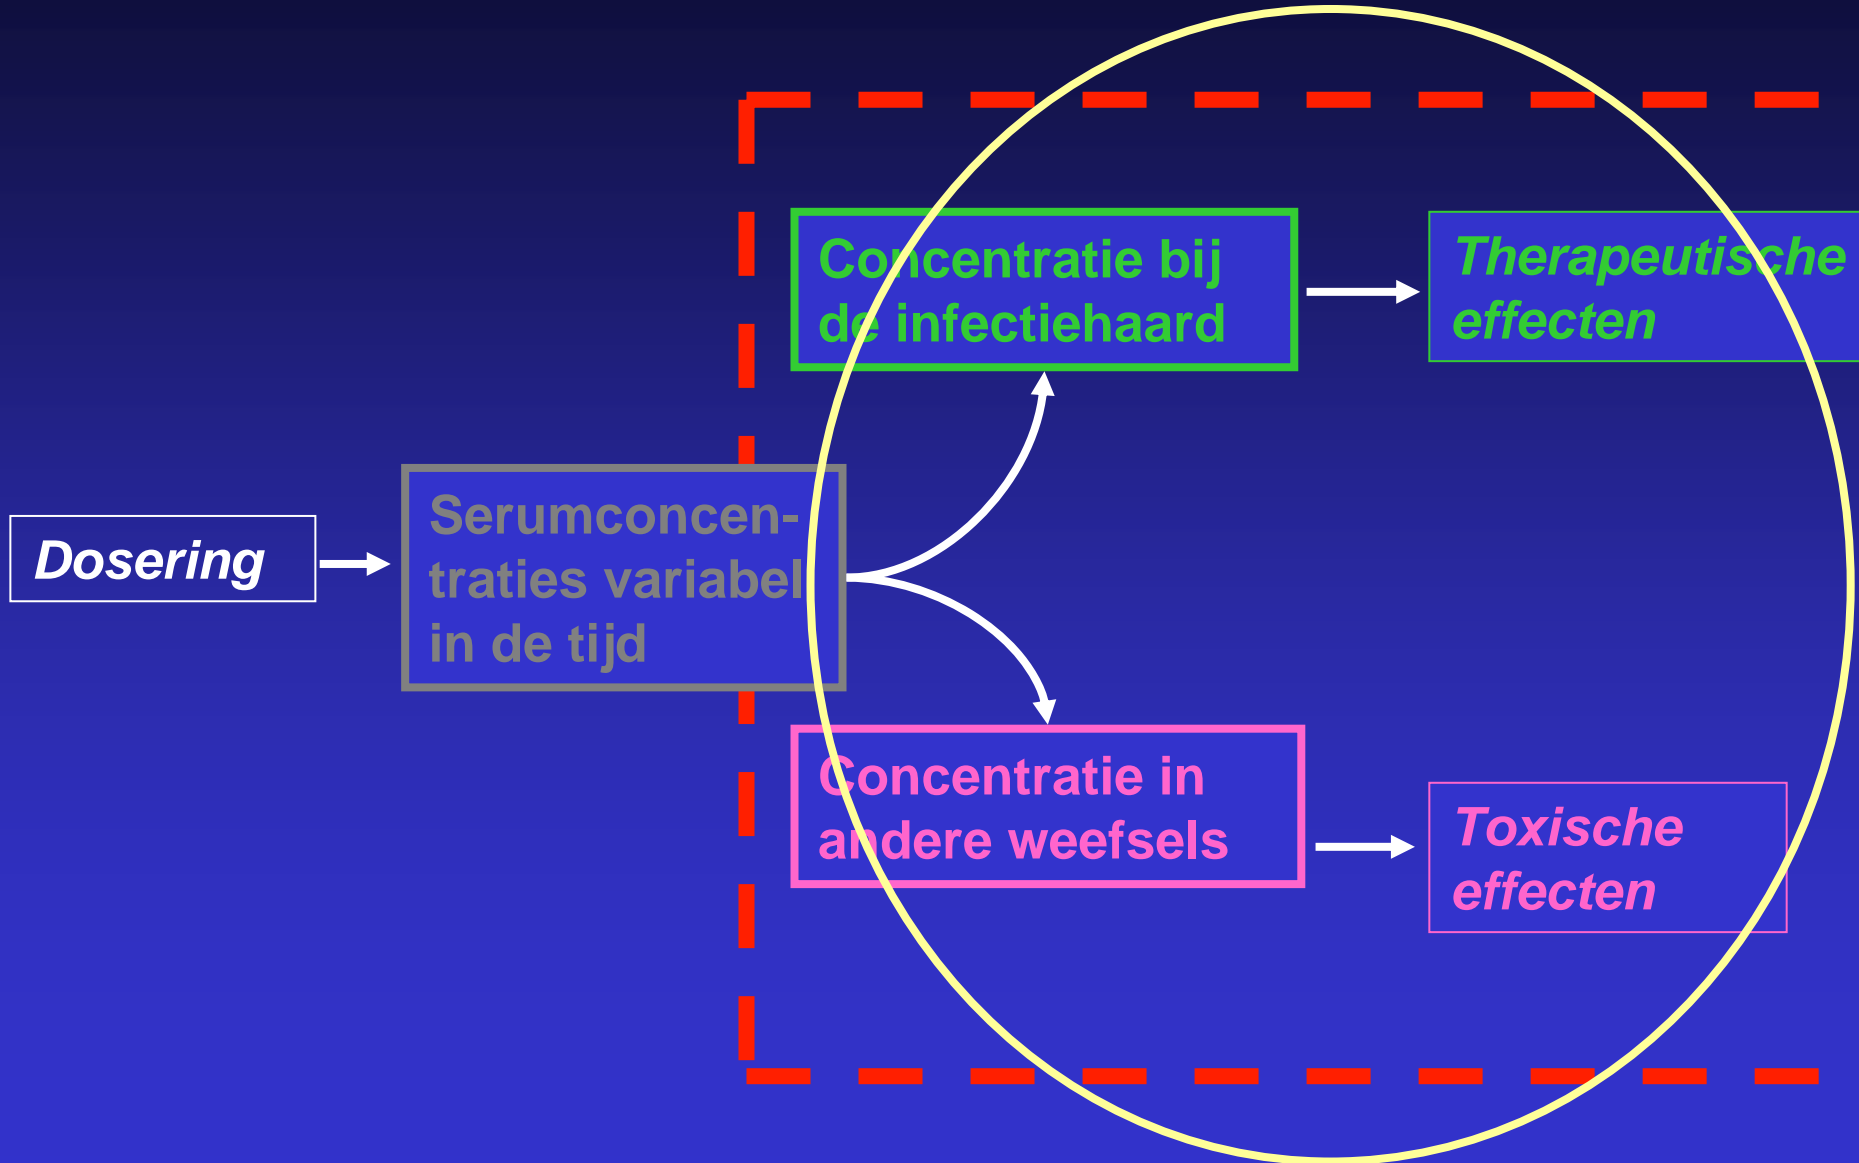 Dosering
Serumconcen-
traties variabel
in de tijd
Concentratie bij
de infectiehaard
Therapeutische
effecten
Concentratie in
andere weefsels
Toxische
effecten